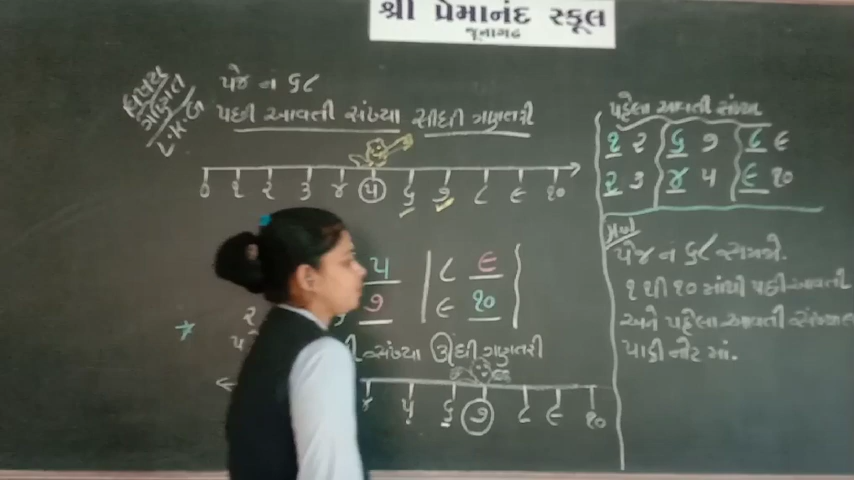 શ્રી પ્રેમાનંદ સ્કૂલ
જૂનાગઢ
વિષય
ગણિત
L.K.G
પેજ નં ૬૮
પછી આવતી સંખ્યા સીધી ગણતરી
૦ ૧ ૨ ૩ ૪ ૫ ૬ ૭ ૮ ૯ ૧૦
૫ ૮ ૯
૨ ૭ ૯ ૧૦
સંખ્યા ઊંધી ગણતરી
૪ ૫ ૬ ૭ ૮ ૯ ૧૦
પહેલા આવતી સંખ્યા
૧ ૨ ૬ ૭ ૮ ૯
૨ ૩ ૪ ૫ ૯ ૧૦
પેજ નં ૬૮
૧ થી ૧૦ માંથી પછી આવતી
અને પહેલા આવતી સંખ્યા
પાકી નોટ માં.